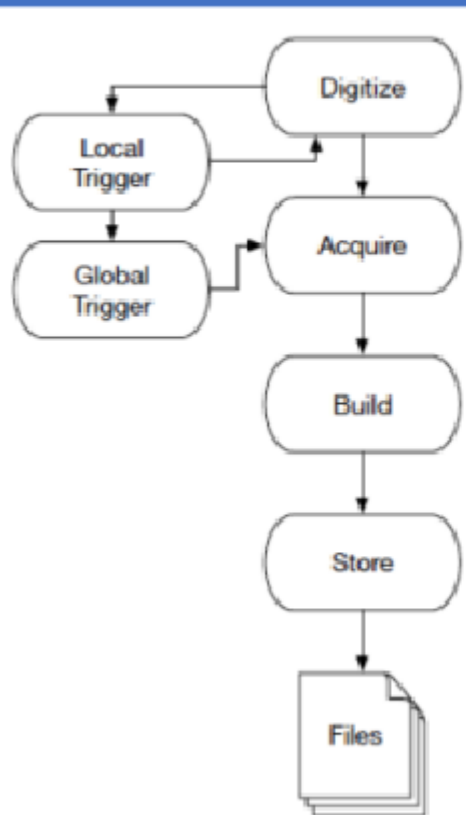 Digitize
Local
Trigger
Global
Trigger
Acquire
Build
Store
Files